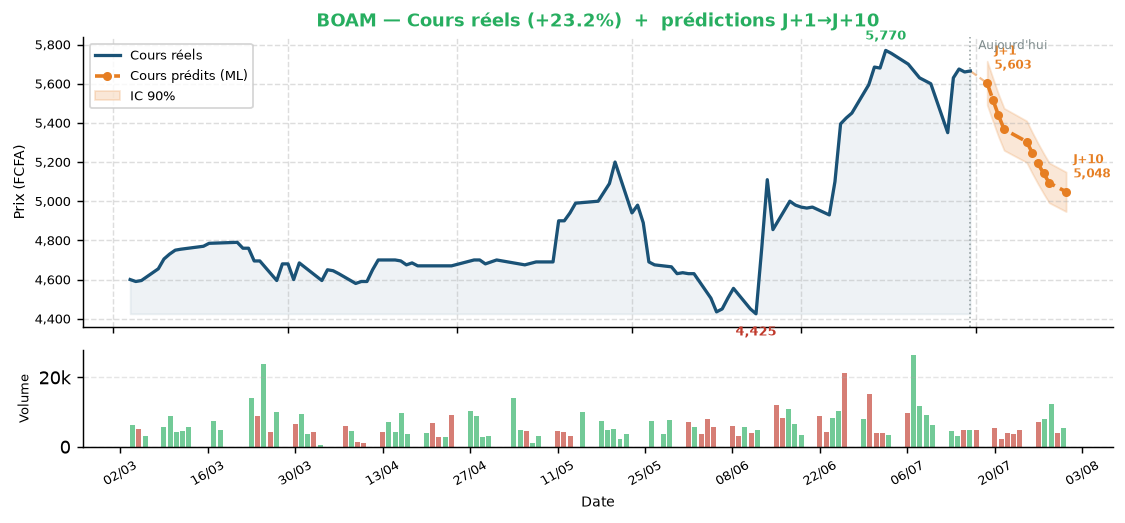 BOAM — Cours réels (+23.2%)  +  prédictions J+1→J+10
5,770
Aujourd'hui
J+1
5,603
J+10
5,048
4,425
Cours réels
Cours prédits (ML)
IC 90%
Prix (FCFA)
5,800
5,600
5,400
5,200
5,000
4,800
4,600
4,400
Volume
20k
0
02/03
16/03
30/03
13/04
27/04
11/05
25/05
08/06
22/06
06/07
20/07
03/08
Date